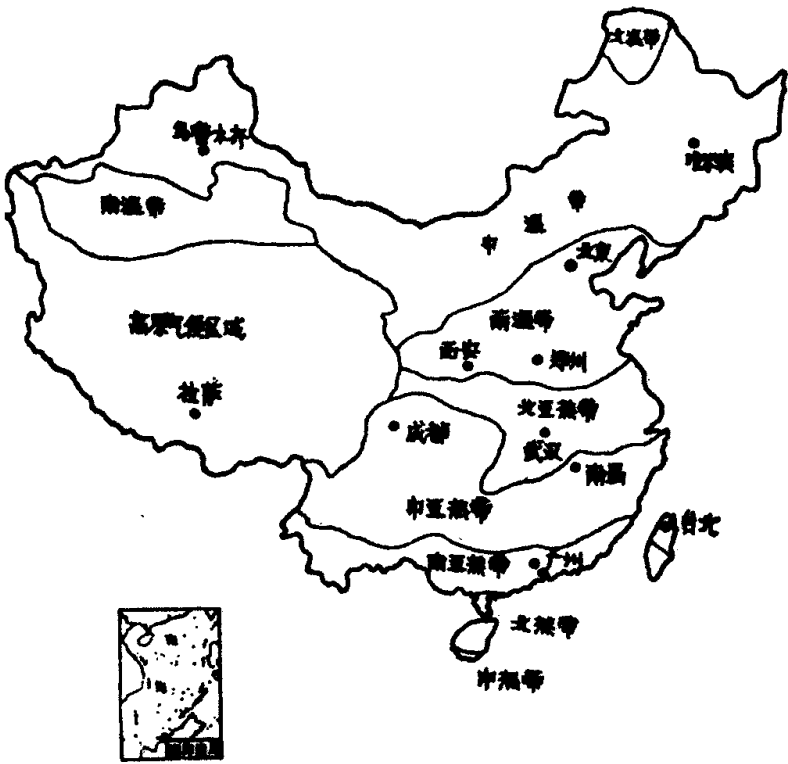 北温带
乌鲁木齐
哈尔滨
南温带
中温带
北京
高原气候区域
南温带
西安
郑州
拉萨
北亚热带
成都
武汉
南昌
中亚热带
台北
南亚热带
广州
北热带
中热带